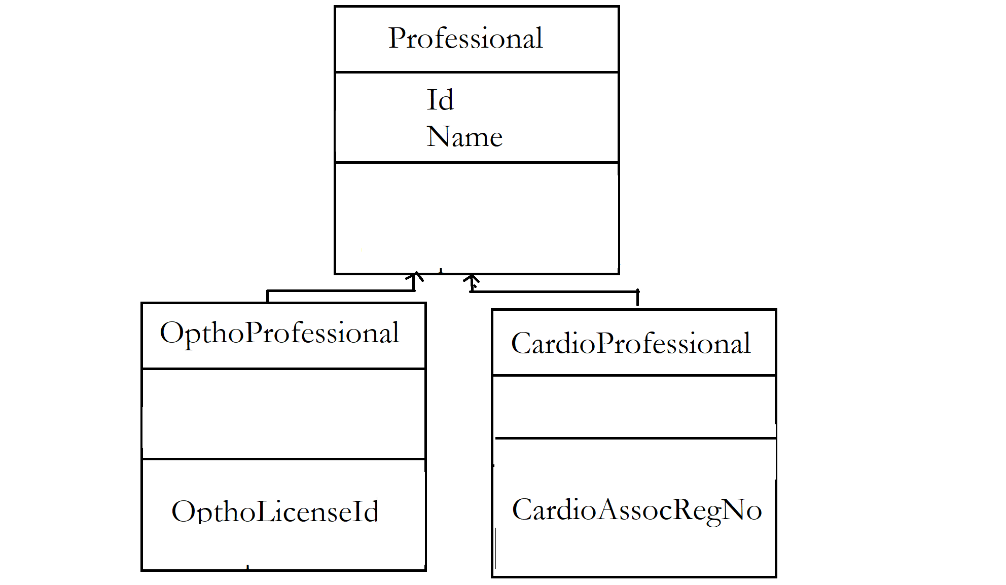 Professional
Id
Name
OpthoProfessional
CardioProfessional
OpthoLicenseId
CardioAssocRegNo